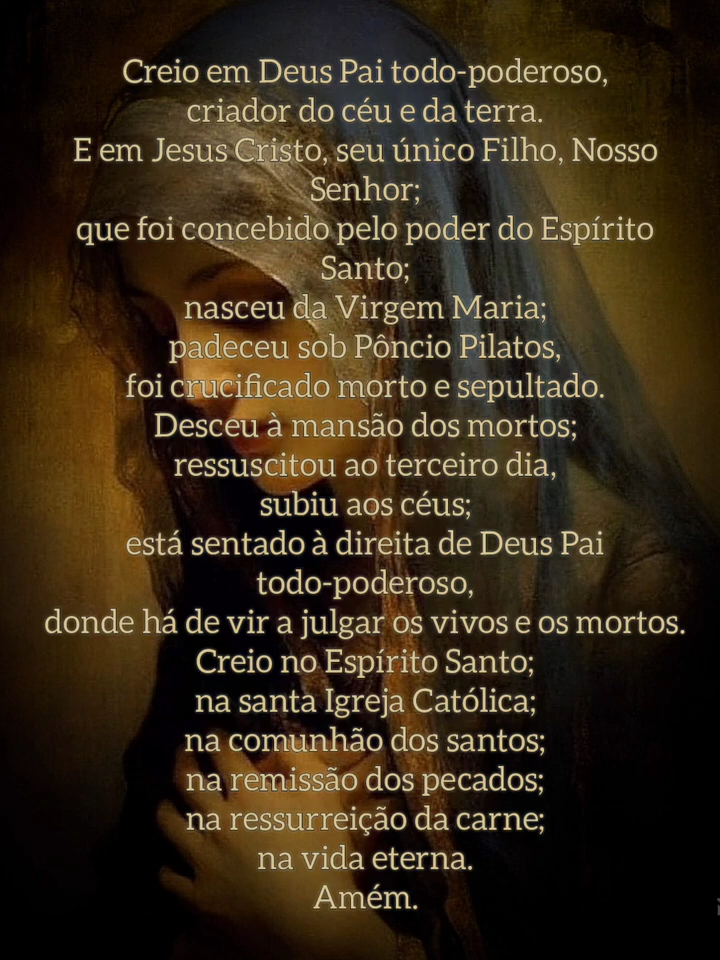 Creio em Deus Pai todo-poderoso,
criador do céu e da terra.
E em Jesus Cristo, seu único Filho, Nosso
Senhor;
que foi concebido pelo poder do Espírito
Santo;
nasceu da Virgem Maria;
padeceu sob Pôncio Pilatos,
foi crucificado morto e sepultado.
Desceu à mansão dos mortos;
ressuscitou ao terceiro dia,
subiu aos céus;
está sentado à direita de Deus Pai
todo-poderoso,
donde há de vir a julgar os vivos e os mortos.
Creio no Espírito Santo;
na santa Igreja Católica;
na comunhão dos santos;
na remissão dos pecados;
na ressurreição da carne;
na vida eterna.
Amém.